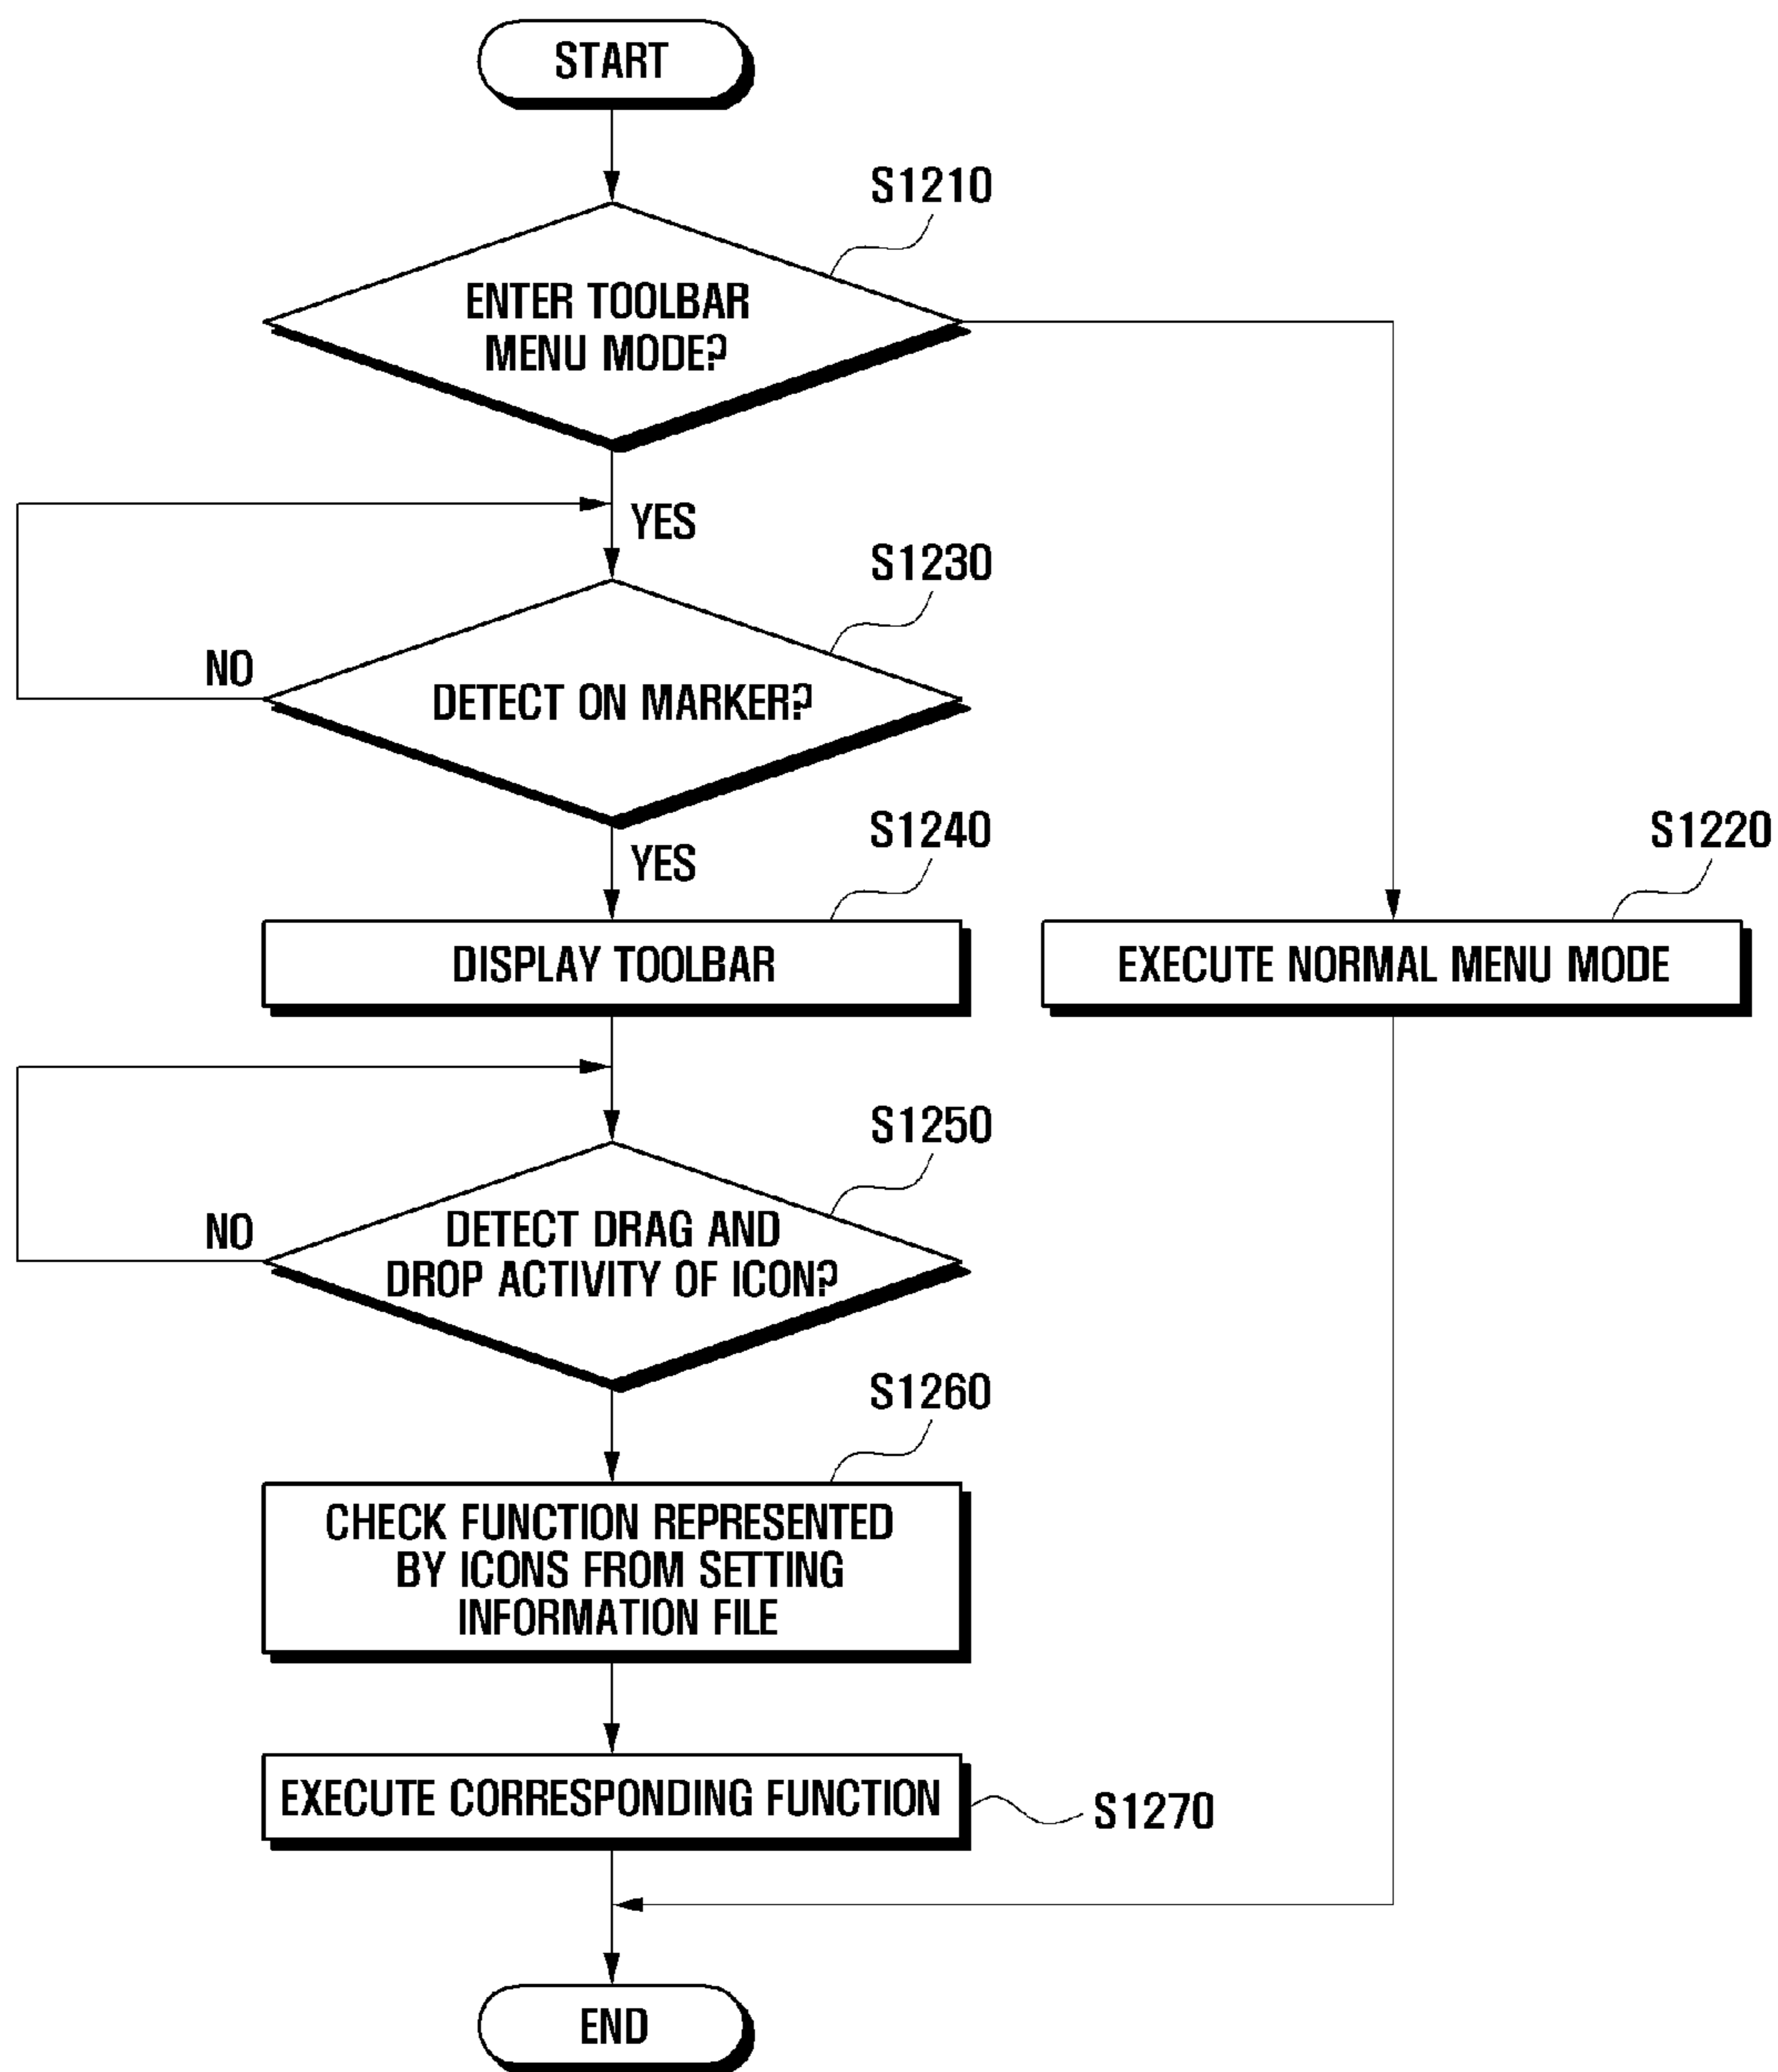 START
S1210
ENTER TOOLBAR
MENU MODE?
YES
S1230
NO
DETECT ON MARKER?
YES
S1240
S1220
DISPLAY TOOLBAR
EXECUTE NORMAL MENU MODE
S1250
NO
DETECT DRAG AND
DROP ACTIVITY OF ICON?
S1260
CHECK FUNCTION REPRESENTED
BY ICONS FROM SETTING
INFORMATION FILE
EXECUTE CORRESPONDING FUNCTION
S1270
END